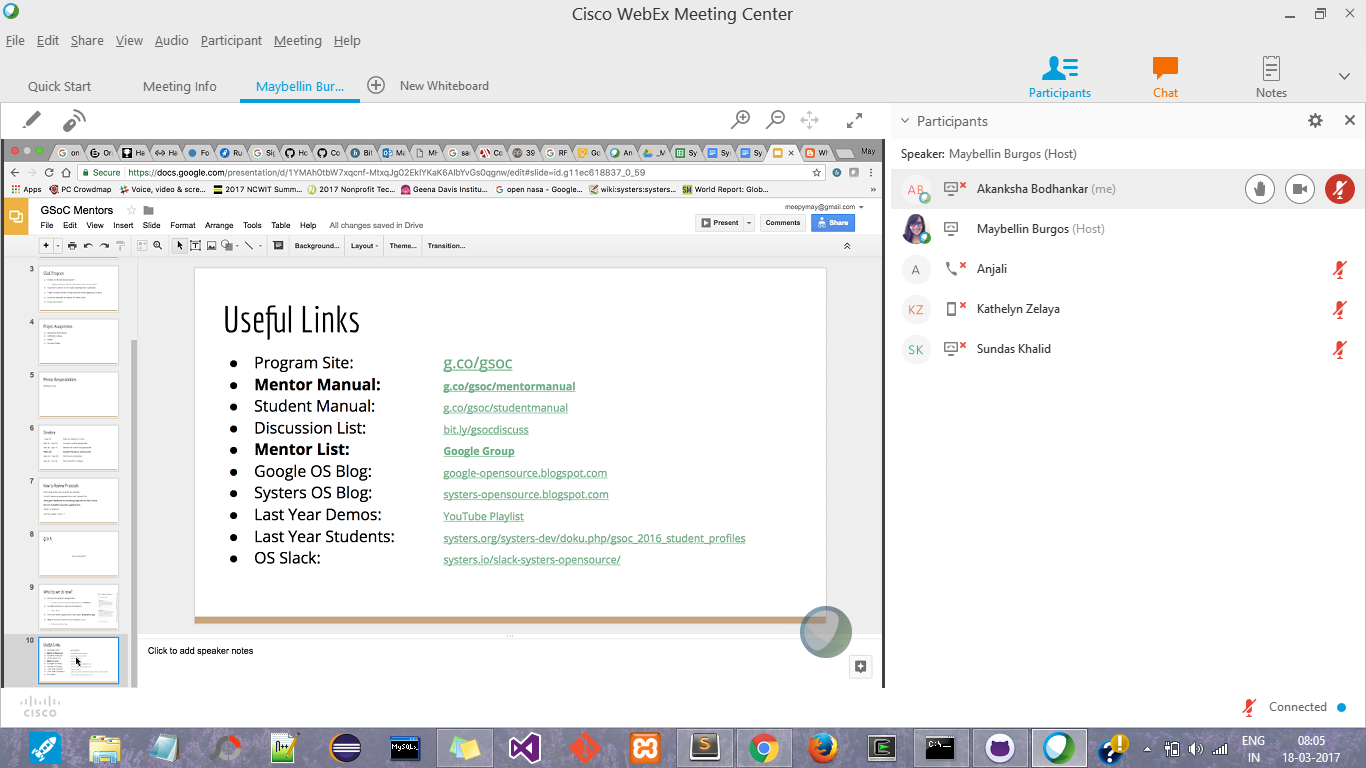 Cisco WebEx Meeting Center
File Edit Share View Audio Participant Meeting Help
Quick Start Meeting Info Maybellin Bur... New Whiteboard
Participants Chat Notes
Participants
Speaker: Maybellin Burgos (Host)
AB Akanksha Bodhankar (me)
Maybellin Burgos (Host)
A Anjali
KZ Kathelyn Zelaya
SK Sundas Khalid
May
Secure https://docs.google.com/presentation/d/1YMAh0tbW7xqcnf-MtxqJg02EklYKaK6AlbYvGs0qgnw/edit#slide=id.g11ec618837_0_59
Apps PC Crowdmap Voice, video & scre... 2017 NCWIT Summ... 2017 Nominative Tec... Geena Davis Institu... open nasa - Google... wiki:systers:systers... World Report: Glob... »
GSoC Mentors
meepymay@gmail.com
File Edit View Insert Slide Format Arrange Tools Table Help All changes saved in Drive
Present Comments Share
Background... Layout Theme... Transition...
3
4
5
6
7
8
9
10
Useful Links
● Program Site: g.co/gsoc
● Mentor Manual: g.co/gsoc/mentormanual
● Student Manual: g.co/gsoc/studentmanual
● Discussion List: bit.ly/gsocdiscuss
● Mentor List: Google Group
● Google OS Blog: google-opensource.blogspot.com
● Systers OS Blog: systers-opensource.blogspot.com
● Last Year Demos: YouTube Playlist
● Last Year Students: systers.org/systers-dev/doku.php/gsoc_2016_student_profiles
● OS Slack: systers.io/slack-systers-opensource/
Click to add speaker notes
CISCO
Connected
MySQL
ENG
IN
08:05
18-03-2017